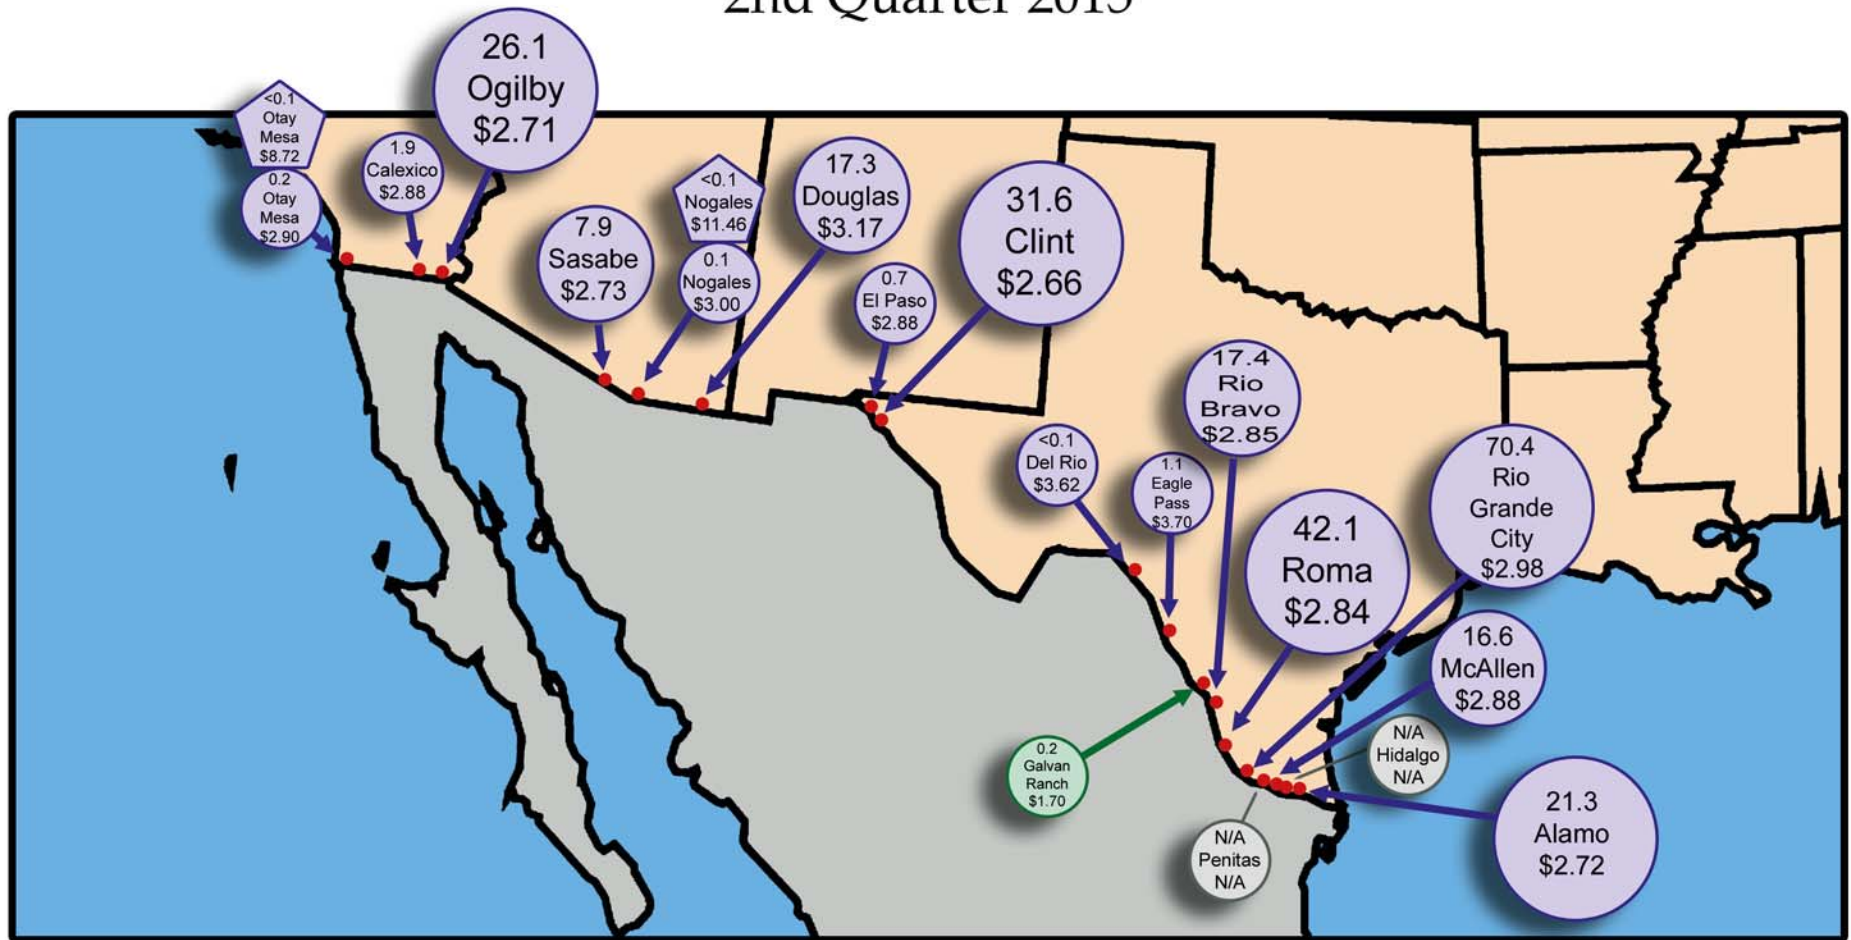 2nd Quarter 2015
26.1
Ogilby
$2.71
<0.1
Otay
Mesa
$8.72
0.2
Otay
Mesa
$2.90
1.9
Calexico
$2.88
7.9
Sasabe
$2.73
<0.1
Nogales
$11.46
0.1
Nogales
$3.00
17.3
Douglas
$3.17
0.7
El Paso
$2.88
31.6
Clint
$2.66
<0.1
Del Rio
$3.62
1.1
Eagle
Pass
$3.70
17.4
Rio
Bravo
$2.85
42.1
Roma
$2.84
70.4
Rio
Grande
City
$2.98
16.6
McAllen
$2.88
N/A
Hidalgo
N/A
0.2
Galvan
Ranch
$1.70
N/A
Penitas
N/A
21.3
Alamo
$2.72